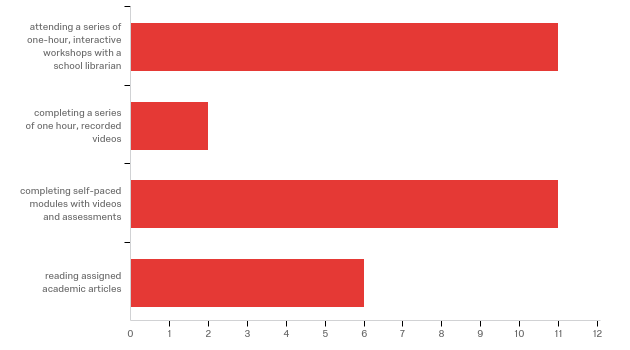 attending a series of
one-hour, interactive
workshops with a
school librarian
completing a series
of one hour, recorded
videos
completing self-paced
modules with videos
and assessments
reading assigned
academic articles
0 1 2 3 4 5 6 7 8 9 10 11 12